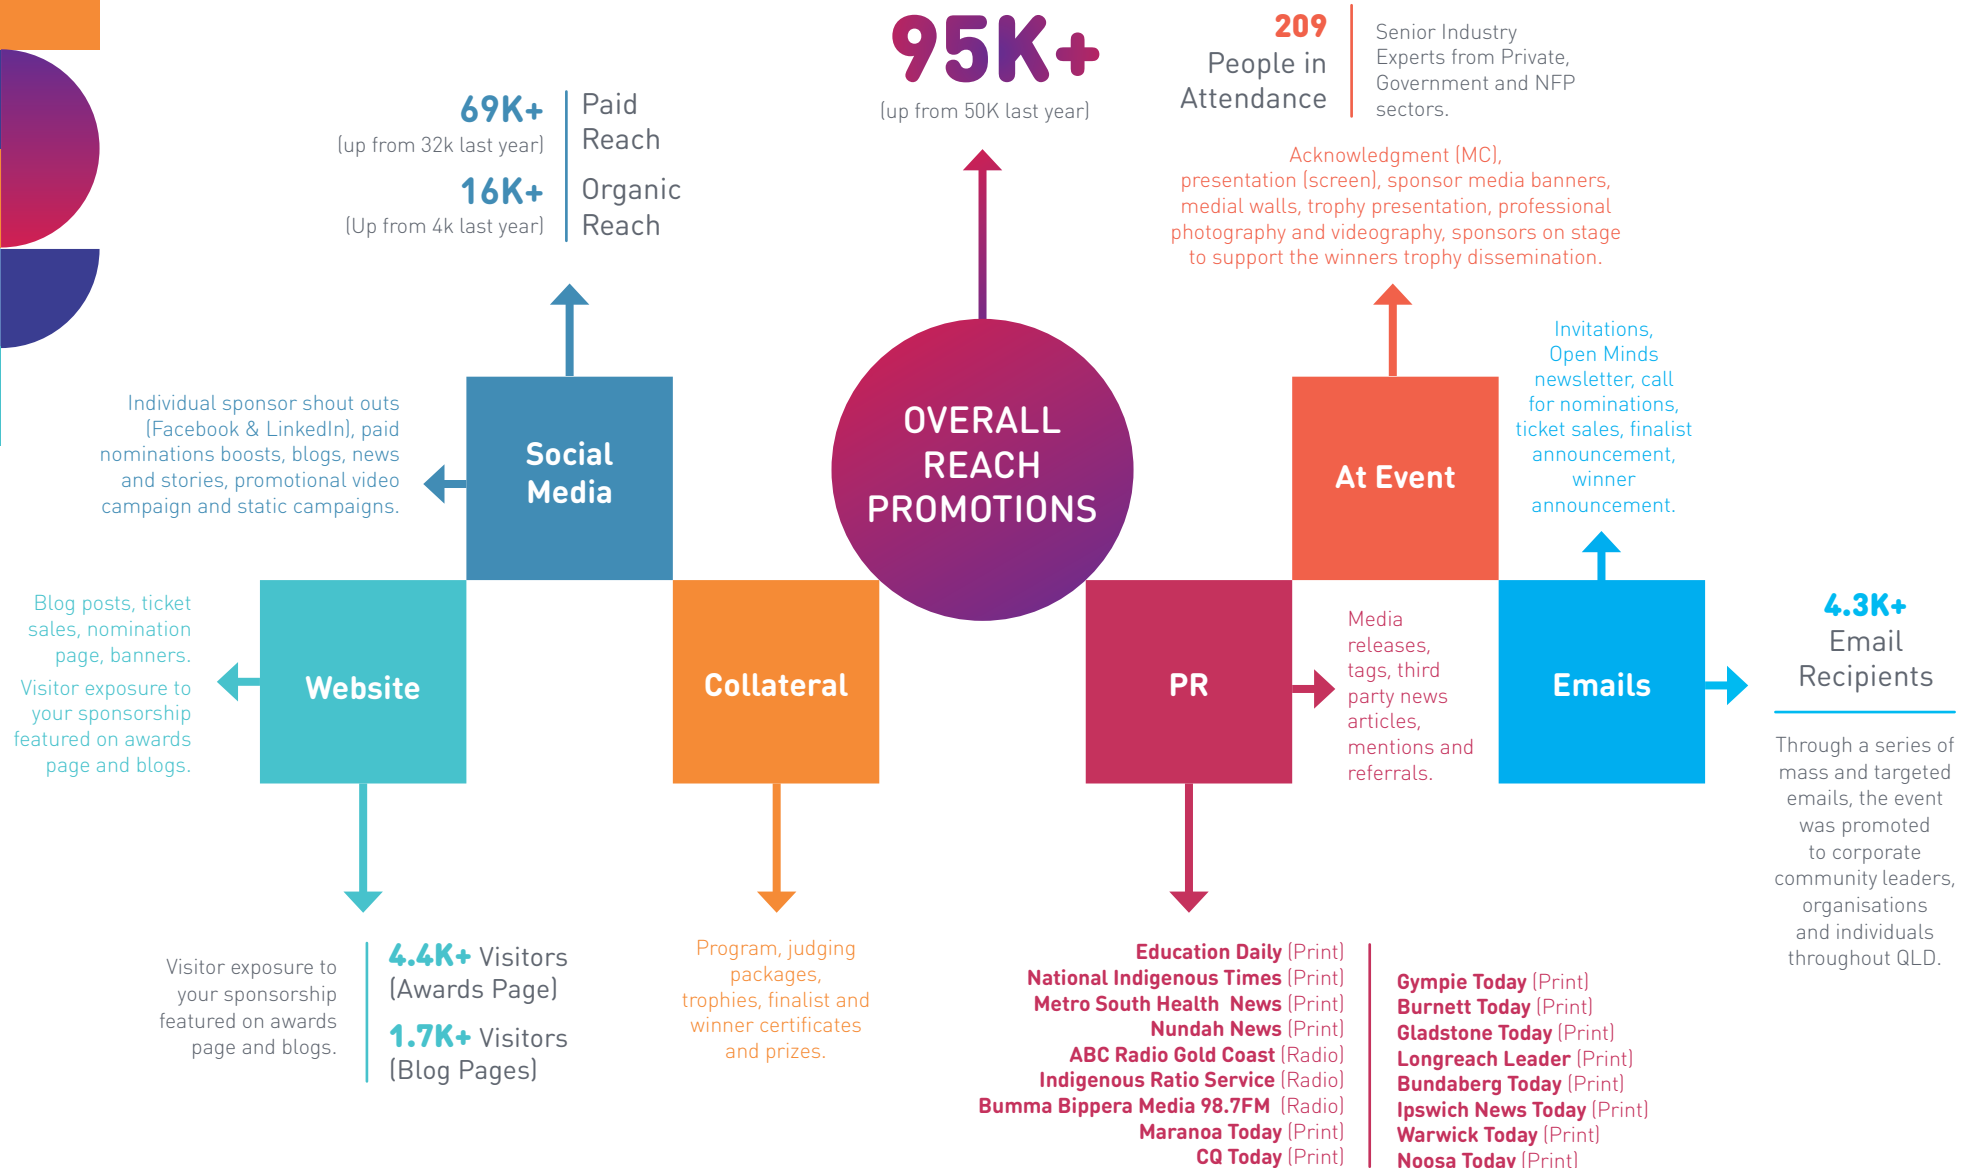 95K+
(up from 50K last year)
209
People in
Attendance
Senior Industry
Experts from Private,
Government and NFP
sectors.
69K+
(up from 32k last year)
Paid
Reach
16K+
(Up from 4k last year)
Organic
Reach
Acknowledgment (MC),
presentation (screen), sponsor media banners,
medial walls, trophy presentation, professional
photography and videography, sponsors on stage
to support the winners trophy dissemination.
Invitations,
Open Minds
newsletter, call
for nominations,
ticket sales, finalist
announcement,
winner
announcement.
Individual sponsor shout outs
(Facebook & LinkedIn), paid
nominations boosts, blogs, news
and stories, promotional video
campaign and static campaigns.
Social
Media
OVERALL
REACH
PROMOTIONS
At Event
Blog posts, ticket
sales, nomination
page, banners.
Visitor exposure to
your sponsorship
featured on awards
page and blogs.
Website
Collateral
PR
Media
releases,
tags, third
party news
articles,
mentions and
referrals.
Emails
4.3K+
Email
Recipients
Through a series of
mass and targeted
emails, the event
was promoted
to corporate
community leaders,
organisations
and individuals
throughout QLD.
Visitor exposure to
your sponsorship
featured on awards
page and blogs.
4.4K+ Visitors
(Awards Page)
1.7K+ Visitors
(Blog Pages)
Program, judging
packages,
trophies, finalist and
winner certificates
and prizes.
Education Daily (Print)
National Indigenous Times (Print)
Metro South Health News (Print)
Nundah News (Print)
ABC Radio Gold Coast (Radio)
Indigenous Ratio Service (Radio)
Bumma Bippera Media 98.7FM (Radio)
Maranoa Today (Print)
CQ Today (Print)
Gympie Today (Print)
Burnett Today (Print)
Gladstone Today (Print)
Longreach Leader (Print)
Bundaberg Today (Print)
Ipswich News Today (Print)
Warwick Today (Print)
Noosa Today (Print)